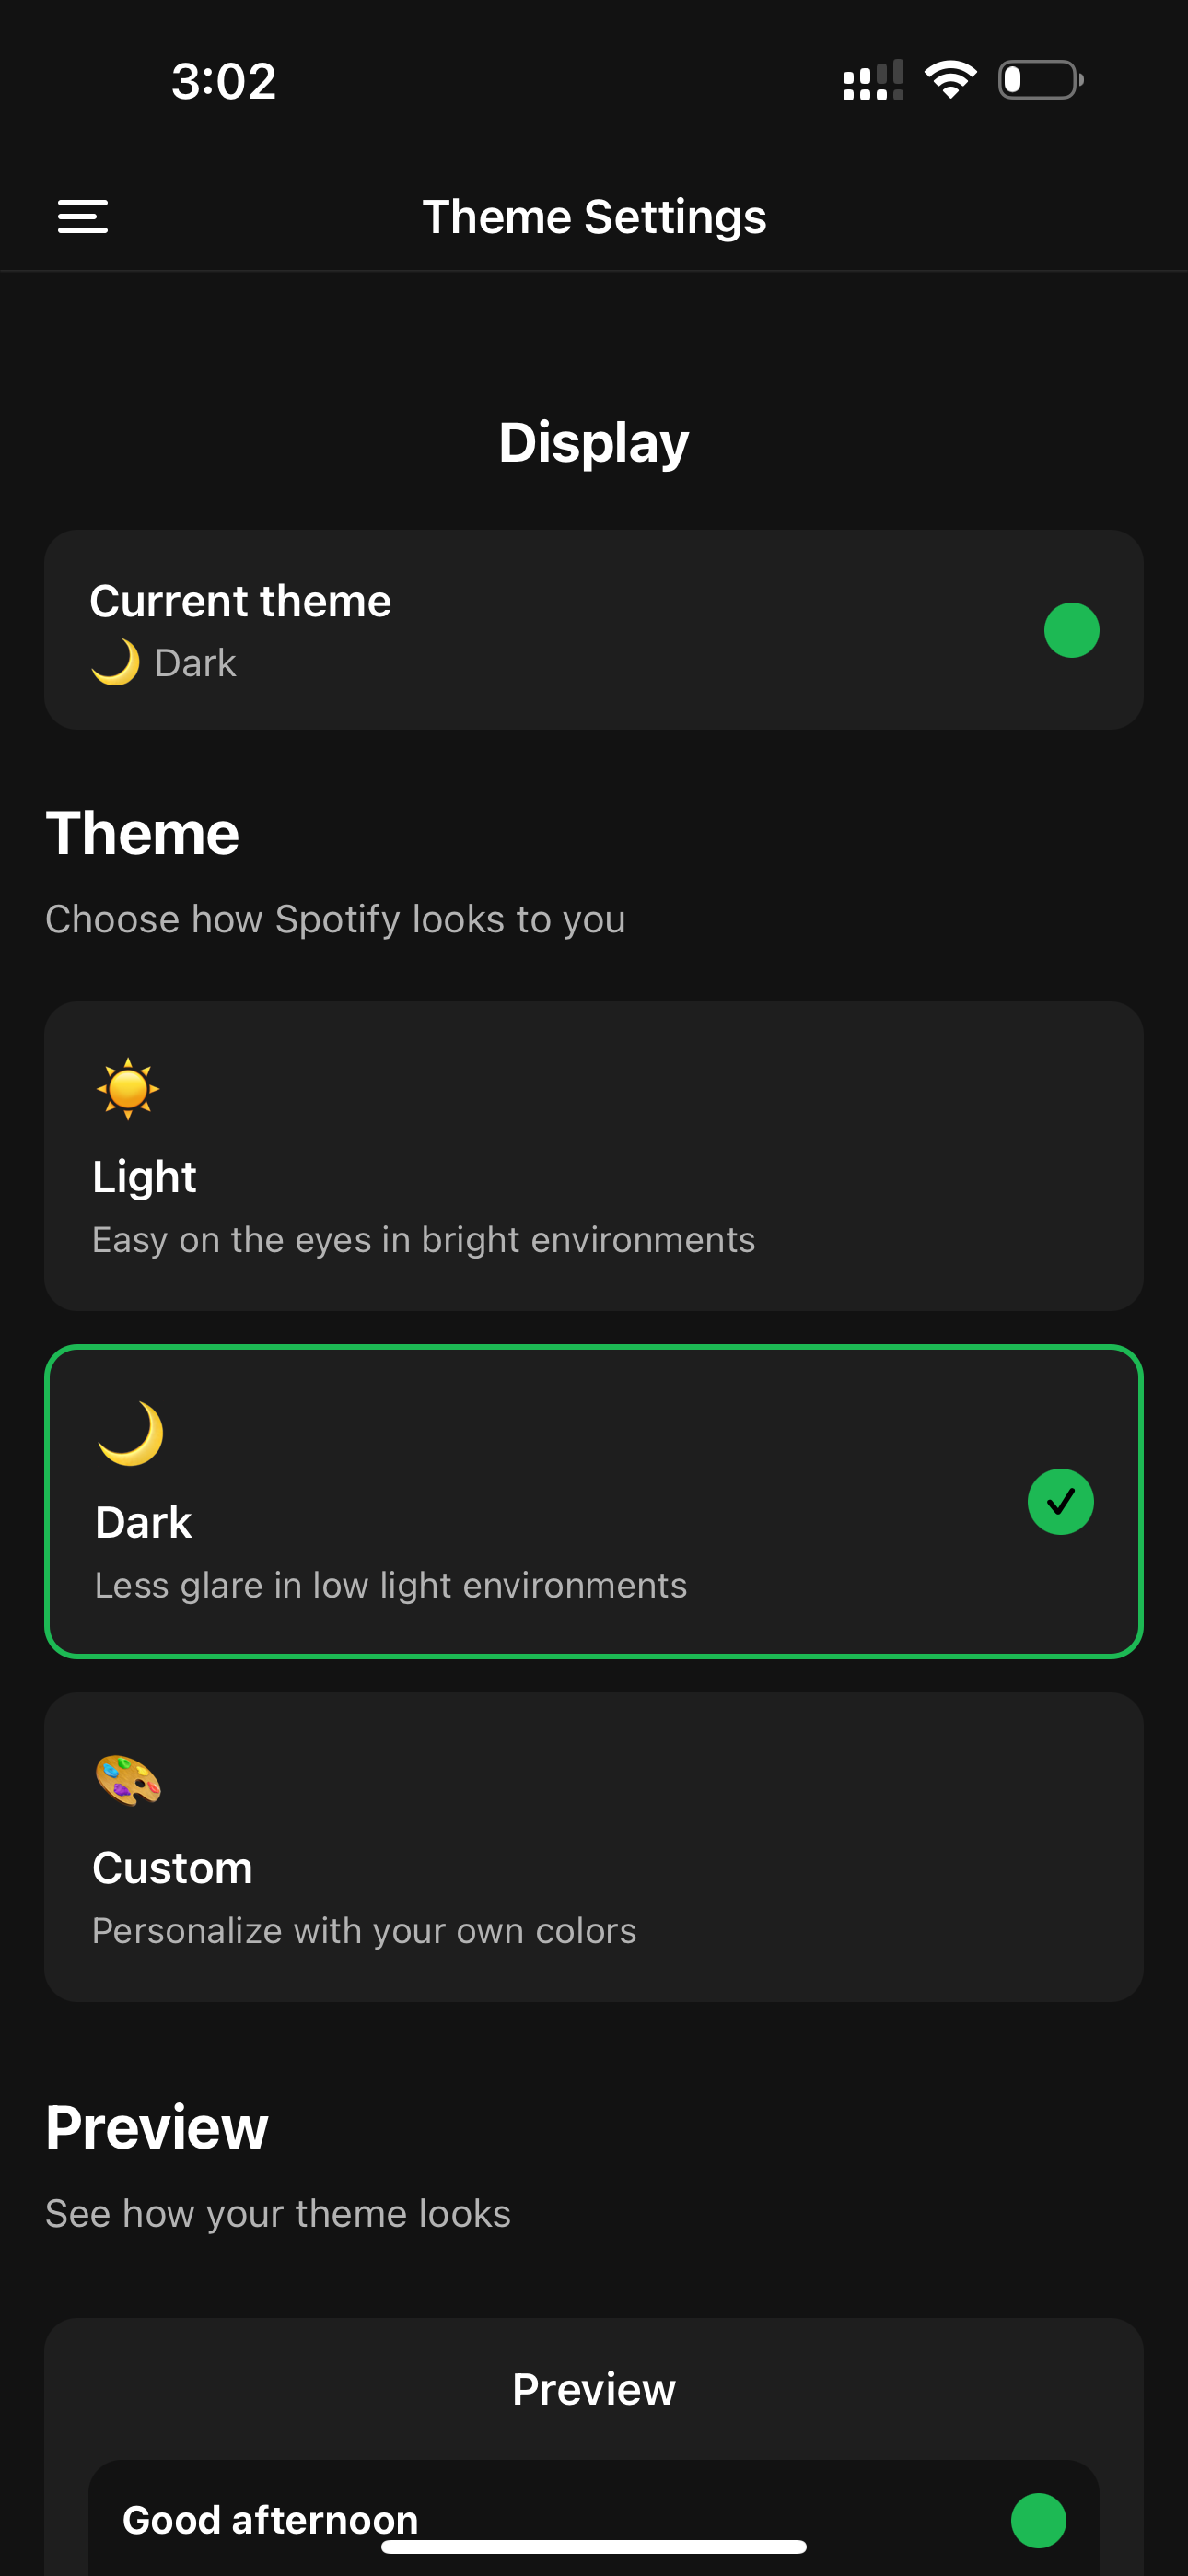 3:02
Theme Settings
Display
Current theme
🌙 Dark
Theme
Choose how Spotify looks to you
☀️
Light
Easy on the eyes in bright environments
🌙
Dark
Less glare in low light environments
🎨
Custom
Personalize with your own colors
Preview
See how your theme looks
Preview
Good afternoon